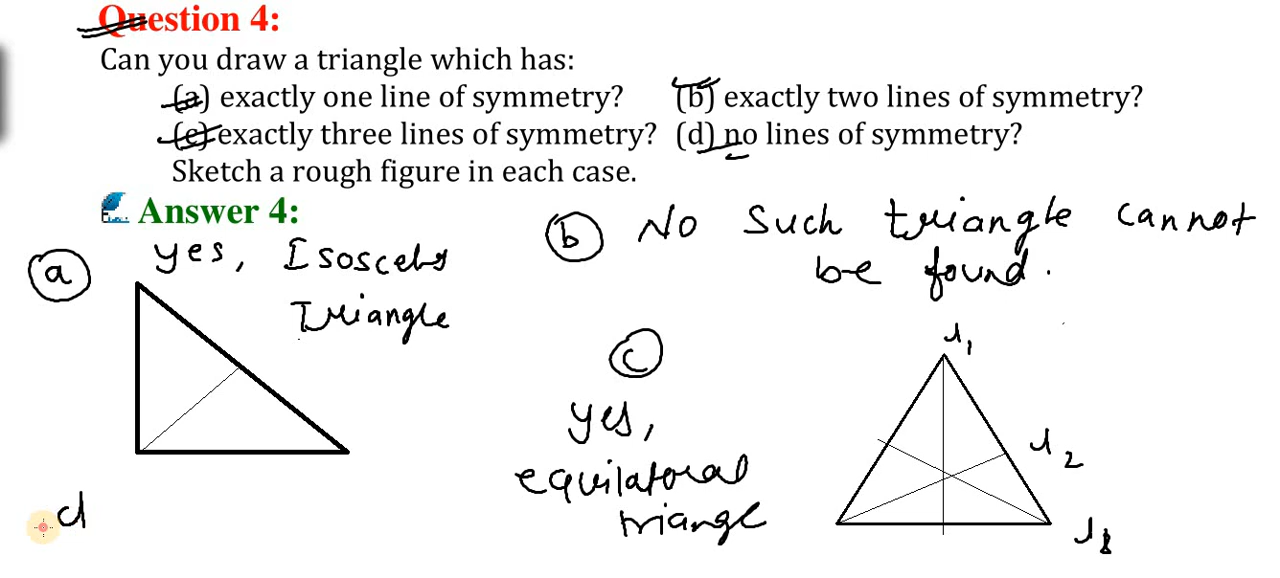 Question 4:
Can you draw a triangle which has:
(a) exactly one line of symmetry? (b) exactly two lines of symmetry?
(c) exactly three lines of symmetry? (d) no lines of symmetry?
Sketch a rough figure in each case.
Answer 4:
(a) yes, Isosceles
Triangle
(b) No Such triangle cannot
be found.
(c)
yes,
equilatoral
triangle
l1
l2
l3
d